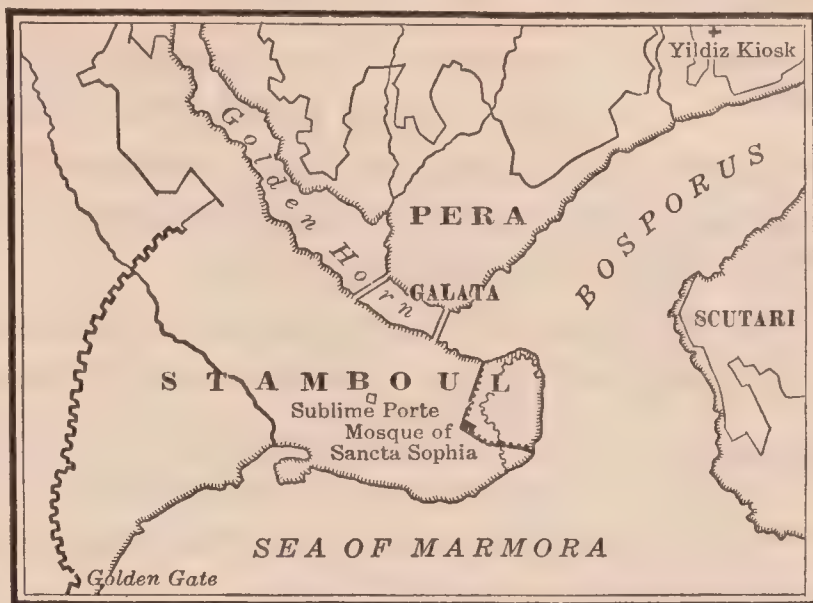 Yildiz Kiosk
Golden Horn
PERA
BOSPORUS
GALATA
SCUTARI
STAMBOUL
Sublime Porte
Mosque of
Sancta Sophia
SEA OF MARMORA
Golden Gate